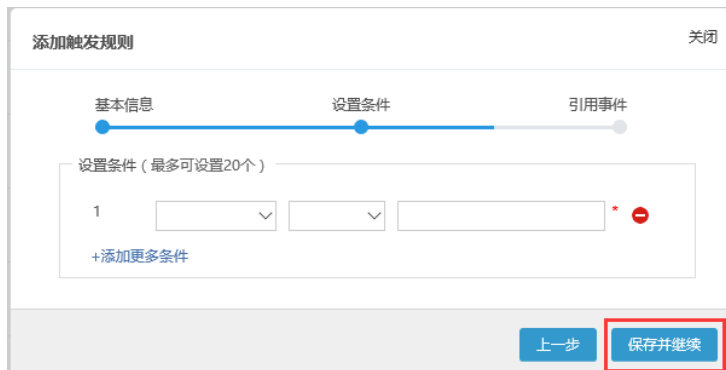 添加触发规则 关闭
基本信息 设置条件 引用事件
设置条件（最多可设置20个）
1 *
+添加更多条件
上一步 保存并继续